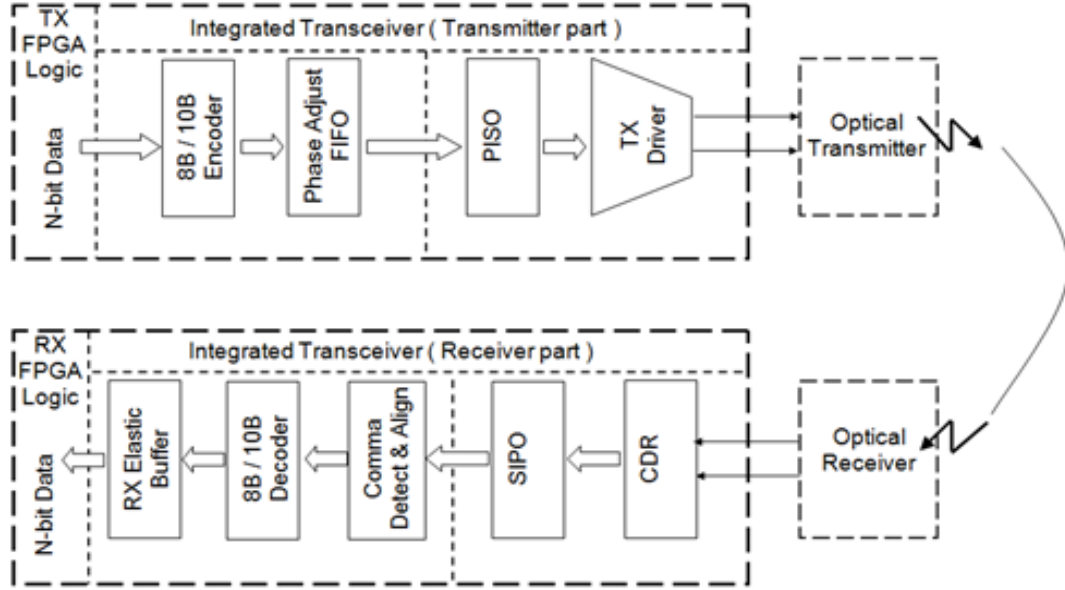 TX
FPGA
Logic
Integrated Transceiver ( Transmitter part )
N-bit Data
8B / 10B
Encoder
Phase Adjust
FIFO
PISO
TX
Driver
Optical
Transmitter
RX
FPGA
Logic
Integrated Transceiver ( Receiver part )
N-bit Data
RX Elastic
Buffer
8B / 10B
Decoder
Comma
Detect & Align
SIPO
CDR
Optical
Receiver